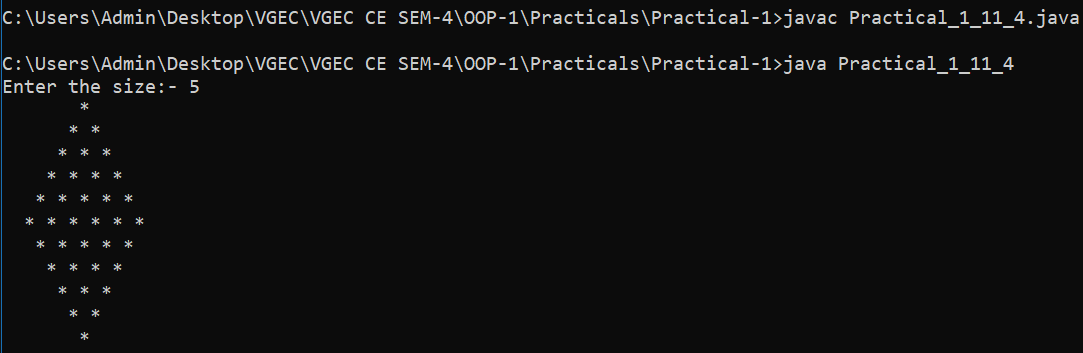 C:\Users\Admin\Desktop\VGEC\VGEC CE SEM-4\OOP-1\Practicals\Practical-1>javac Practical_1_11_4.java
C:\Users\Admin\Desktop\VGEC\VGEC CE SEM-4\OOP-1\Practicals\Practical-1>java Practical_1_11_4
Enter the size:- 5
       *
      * *
     * * *
    * * * *
   * * * * *
  * * * * * *
   * * * * *
    * * * *
     * * *
      * *
       *